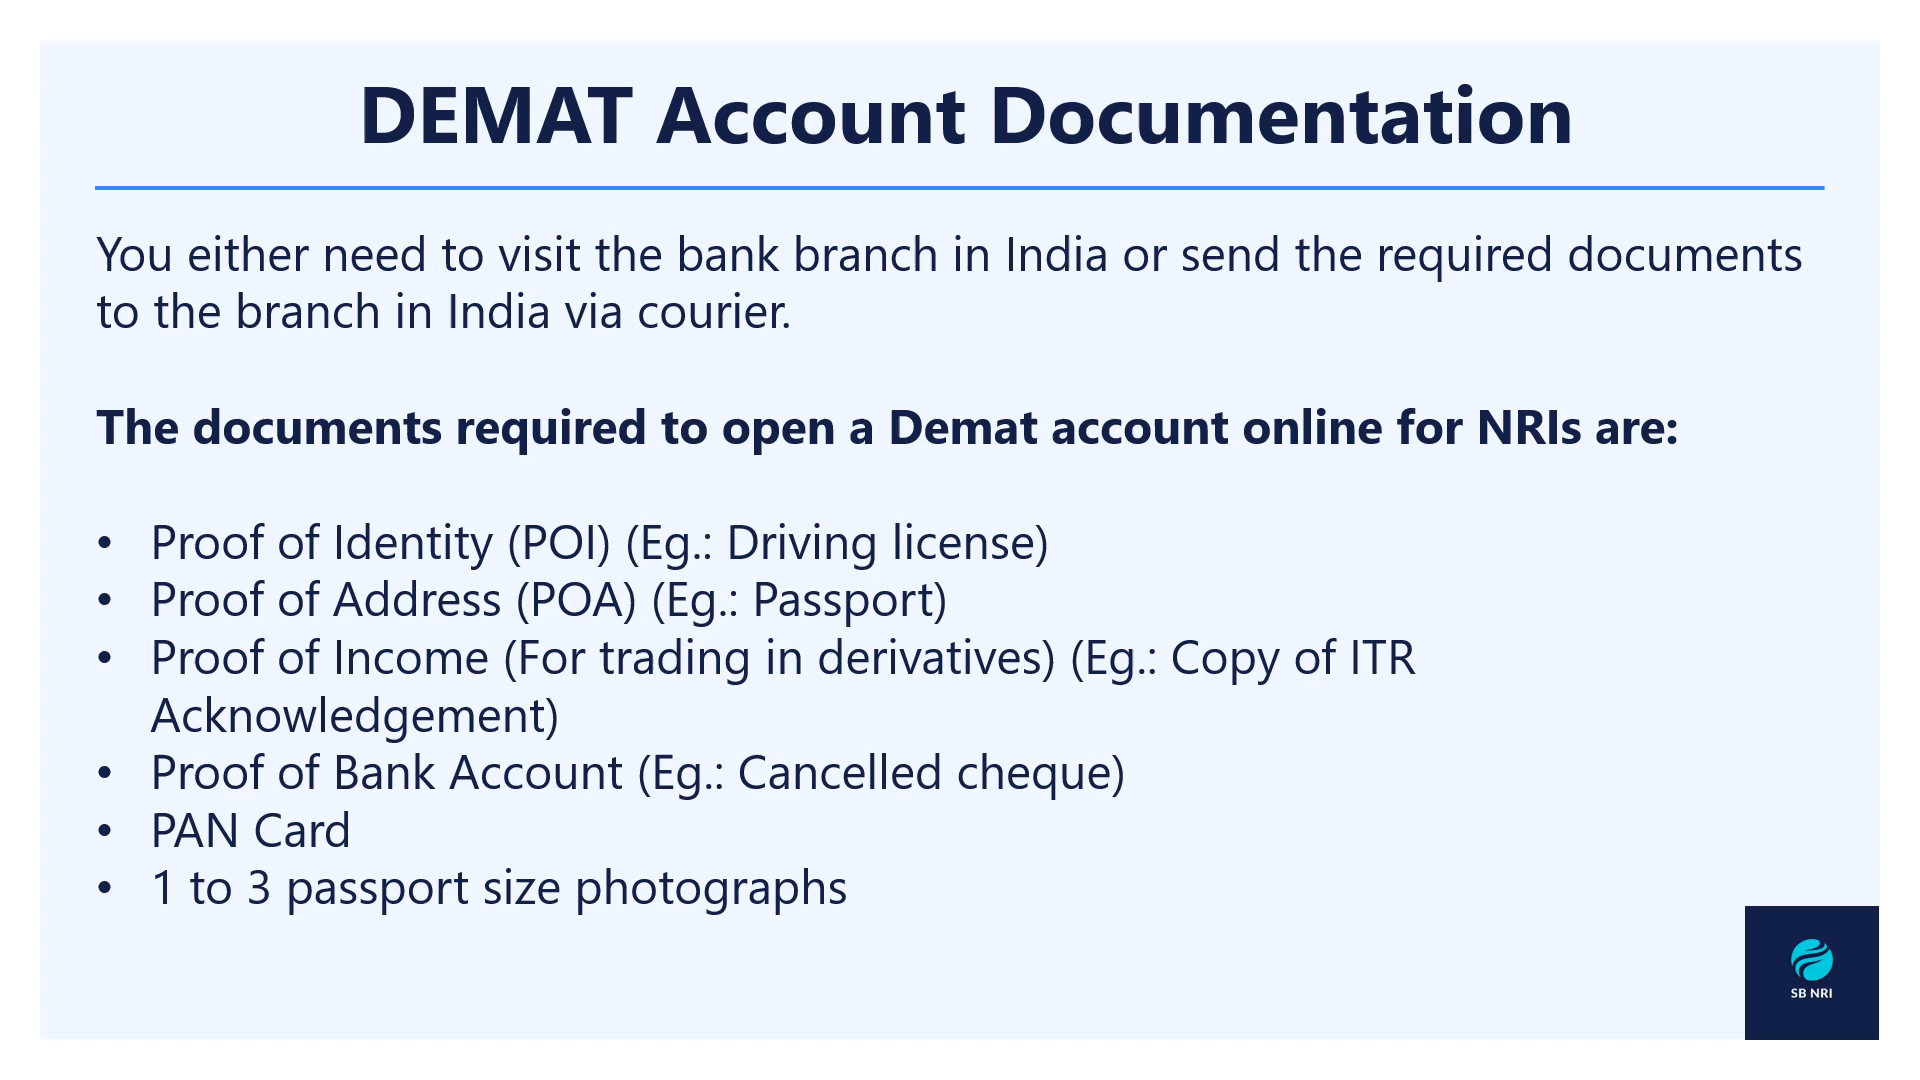 DEMAT Account Documentation
You either need to visit the bank branch in India or send the required documents
to the branch in India via courier.
The documents required to open a Demat account online for NRIs are:
• Proof of Identity (POI) (Eg.: Driving license)
• Proof of Address (POA) (Eg.: Passport)
• Proof of Income (For trading in derivatives) (Eg.: Copy of ITR
Acknowledgement)
• Proof of Bank Account (Eg.: Cancelled cheque)
• PAN Card
• 1 to 3 passport size photographs
SB NRI